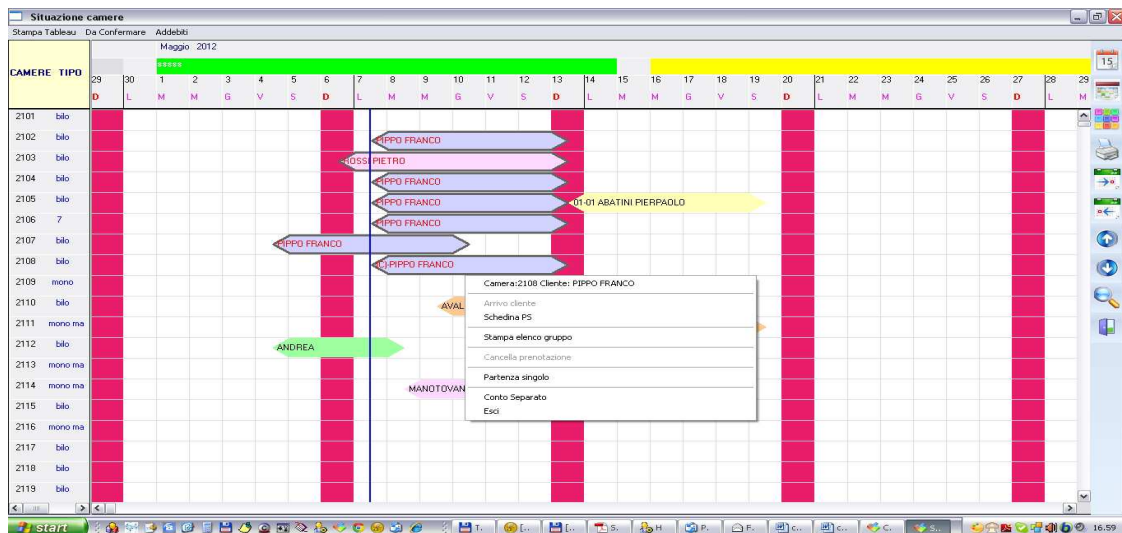 Situazione camere
Stampa Tableau Da Confermare Addebiti
Maggio 2012
CAMERE TIPO
*****
15
29 30 1 2 3 4 5 6 7 8 9 10 11 12 13 14 15 16 17 18 19 20 21 22 23 24 25 26 27 28 29
D L M M G V S D L M M G V S D L M M G V S D L M M G V S D L M
2101 bilo
2102 bilo PIPPO FRANCO
2103 bilo ROSSI PIETRO
2104 bilo PIPPO FRANCO
2105 bilo PIPPO FRANCO 01-01 ABATINI PIERPAOLO
2106 7 PIPPO FRANCO
2107 bilo PIPPO FRANCO
2108 bilo (C)-PIPPO FRANCO
2109 mono
2110 bilo AVAL
2111 mono ma
2112 bilo ANDREA
2113 mono ma
2114 mono ma MANOTOVAN
2115 bilo
2116 mono ma
2117 bilo
2118 bilo
2119 bilo
Camera:2108 Cliente: PIPPO FRANCO
Arrivo cliente
Schedina PS
Stampa elenco gruppo
Cancella prenotazione
Partenza singolo
Conto Separato
Esci
start T. [.. [.. S. H P. F. c.. c.. C. S.. 16.59